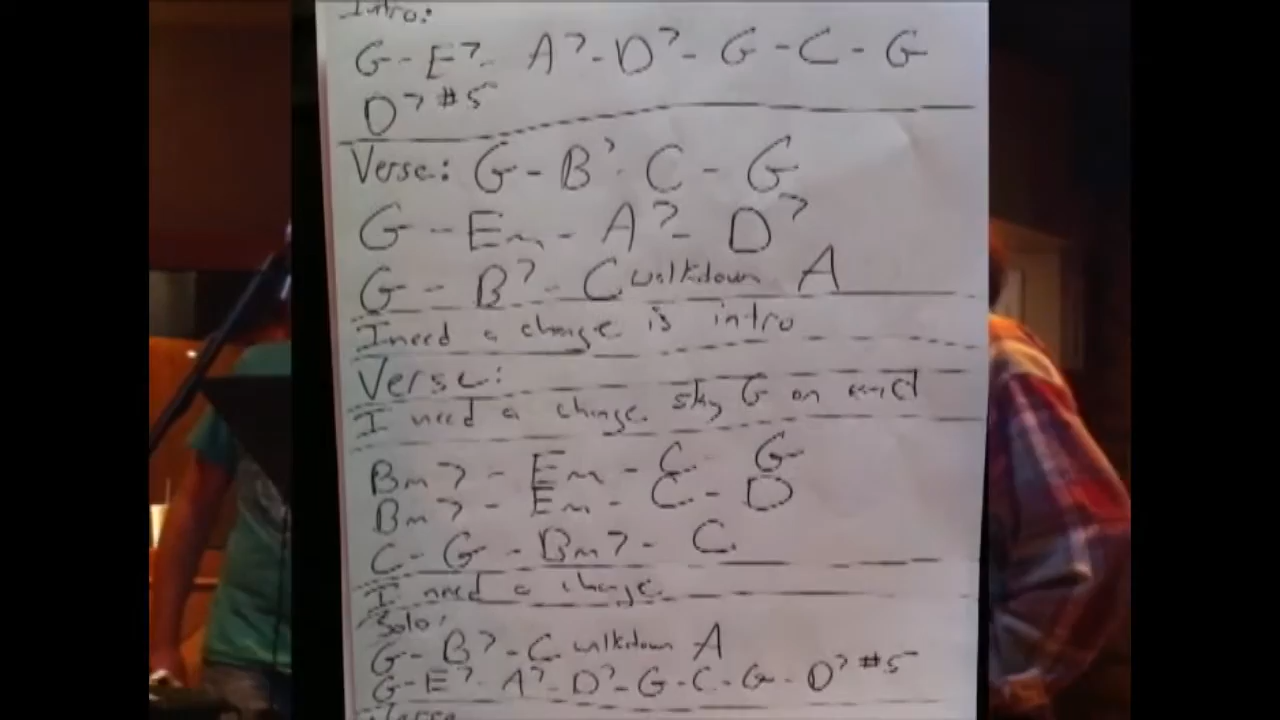 Intro:
G - E7 - A7 - D7 - G - C - G
D7 #5
Verse: G - B7 - C - G
G - Em - A7 - D7
G - B7 - C walkdown A
I need a change is intro
Verse:
I need a change stay G on end
Bm7 - Em - C G
Bm7 - Em - C - D
C - G - Bm7 - C
I need a change
Solo:
G - B7 - C walkdown A
G - E7 - A7 - D7 - G - C - G - D7 #5